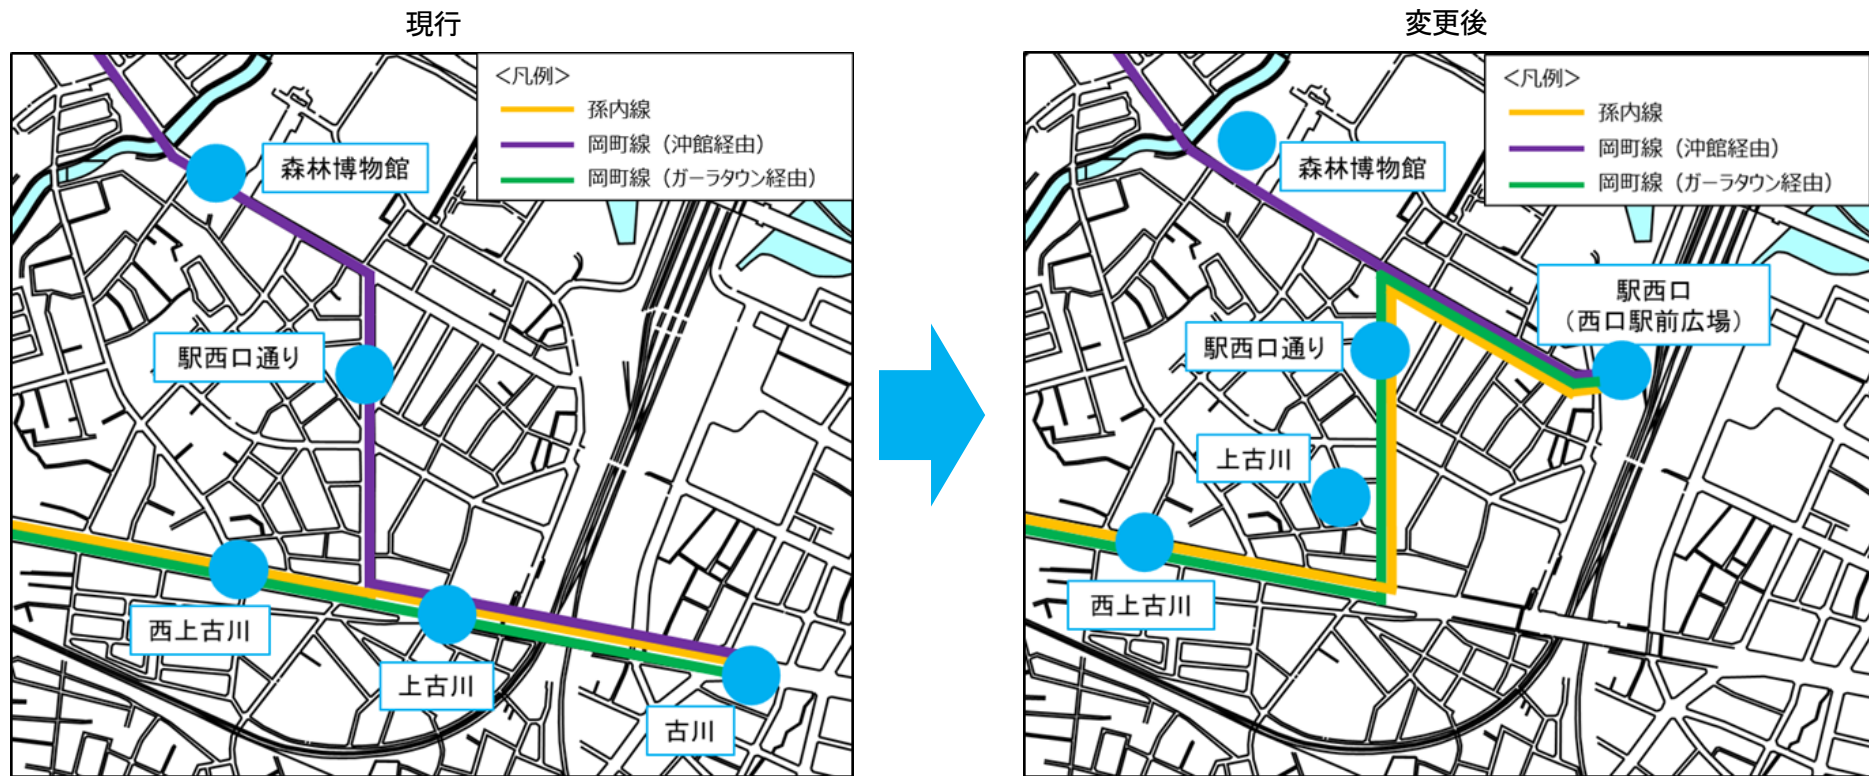 現行
<凡例>
孫内線
岡町線（沖館経由）
岡町線（ガーラタウン経由）
森林博物館
駅西口通り
西上古川
上古川
古川
変更後
<凡例>
孫内線
岡町線（沖館経由）
岡町線（ガーラタウン経由）
森林博物館
駅西口
（西口駅前広場）
駅西口通り
上古川
西上古川